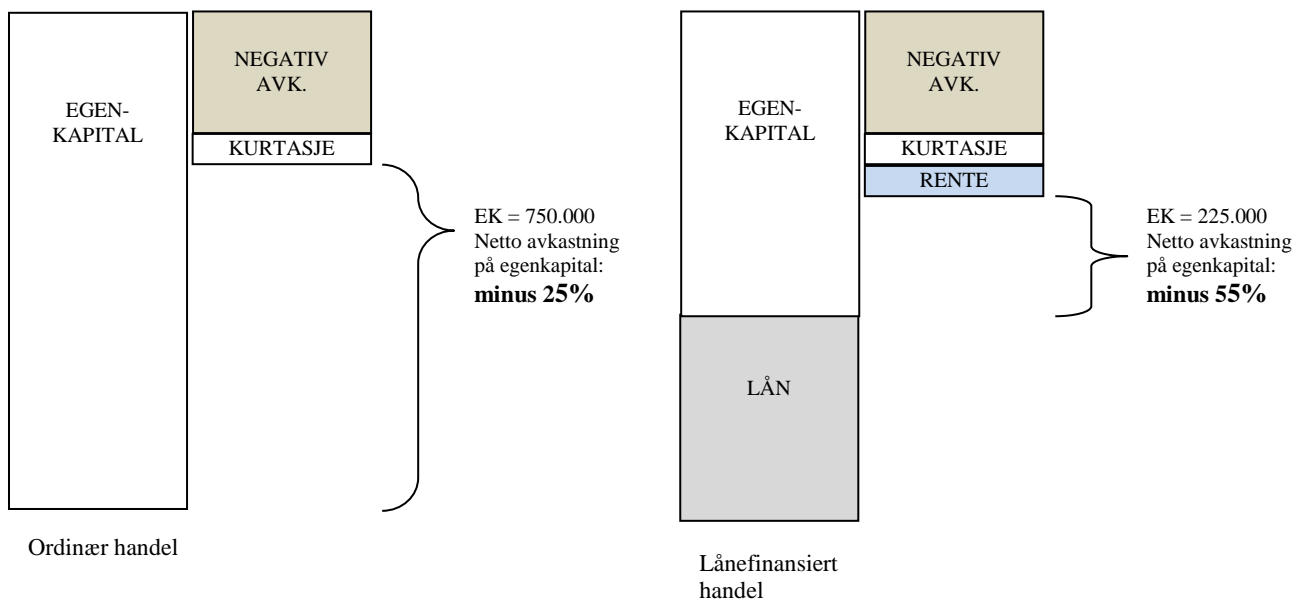 EGEN-
KAPITAL
NEGATIV
AVK.
KURTASJE
EK = 750.000
Netto avkastning
på egenkapital:
minus 25%
Ordinær handel
EGEN-
KAPITAL
LÅN
NEGATIV
AVK.
KURTASJE
RENTE
EK = 225.000
Netto avkastning
på egenkapital:
minus 55%
Lånefinansiert
handel